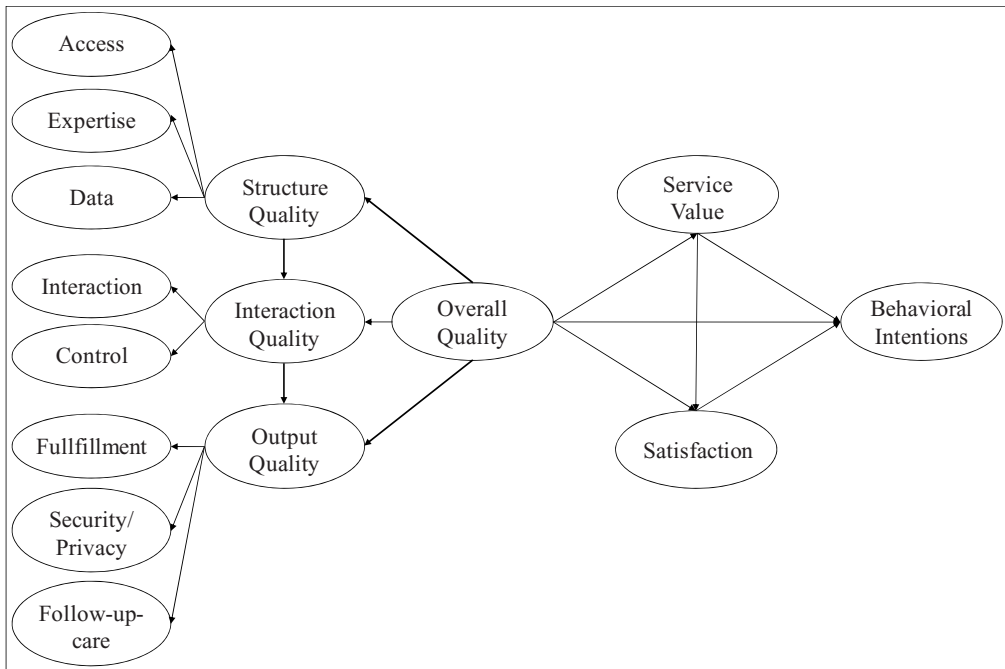 Access
Expertise
Data
Structure
Quality
Service
Value
Interaction
Control
Interaction
Quality
Overall
Quality
Behavioral
Intentions
Fullfillment
Security/
Privacy
Follow-up-
care
Output
Quality
Satisfaction